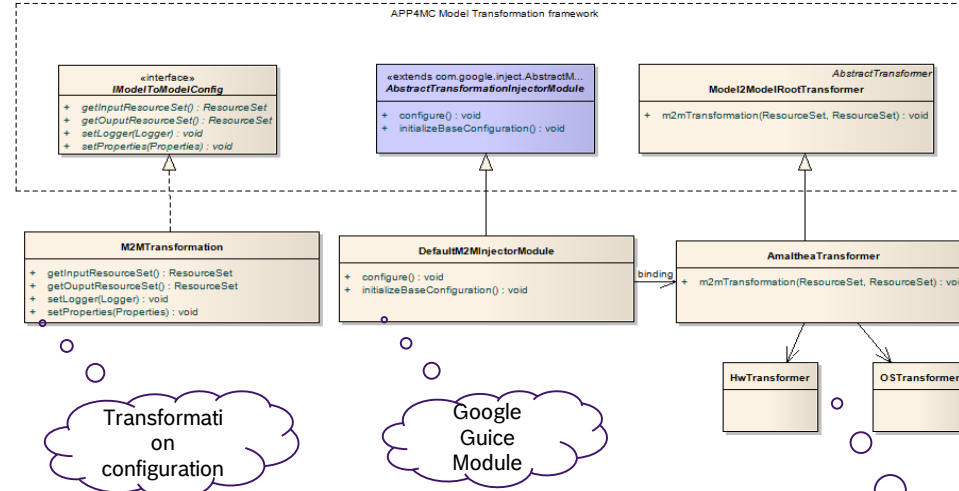 APP4MC Model Transformation framework
«interface»
IModelToModelConfig
+ getInputResourceSet() : ResourceSet
+ getOuputResourceSet() : ResourceSet
+ setLogger(Logger) : void
+ setProperties(Properties) : void
«extends com.google.inject.AbstractM...
AbstractTransformationInjectorModule
+ configure() : void
+ initializeBaseConfiguration() : void
AbstractTransformer
Model2ModelRootTransformer
+ m2mTransformation(ResourceSet, ResourceSet) : void
M2MTransformation
+ getInputResourceSet() : ResourceSet
+ getOuputResourceSet() : ResourceSet
+ setLogger(Logger) : void
+ setProperties(Properties) : void
DefaultM2MInjectorModule
+ configure() : void
+ initializeBaseConfiguration() : void
binding
AmaltheaTransformer
+ m2mTransformation(ResourceSet, ResourceSet) : voi
HwTransformer
OSTransformer
Transformati
on
configuration
Google
Guice
Module